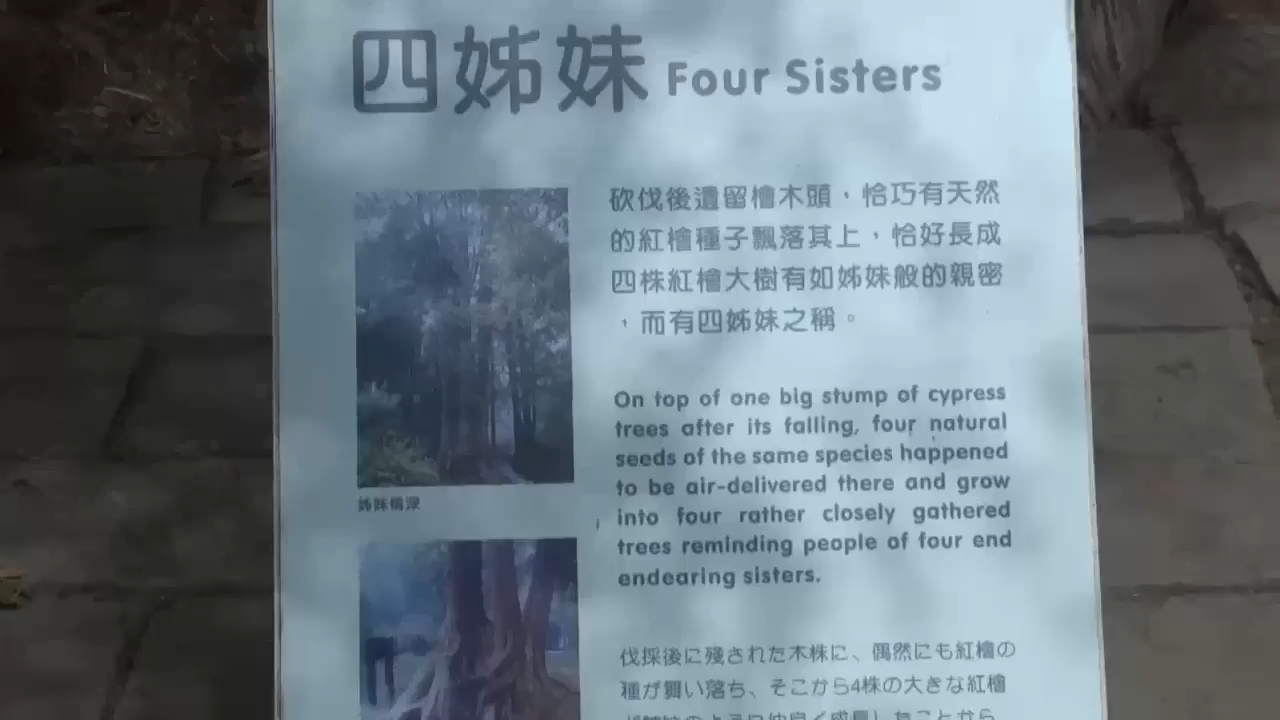 四姊妹 Four Sisters
砍伐後遺留檜木頭，恰巧有天然
的紅檜種子飄落其上，恰好長成
四株紅檜大樹有如姊妹般的親密
，而有四姊妹之稱。
姊妹情深
On top of one big stump of cypress
trees after its falling, four natural
seeds of the same species happened
to be air-delivered there and grow
into four rather closely gathered
trees reminding people of four end
endearing sisters.
伐採後に残された木株に、偶然にも紅檜の
種が舞い落ち、そこから4株の大きな紅檜